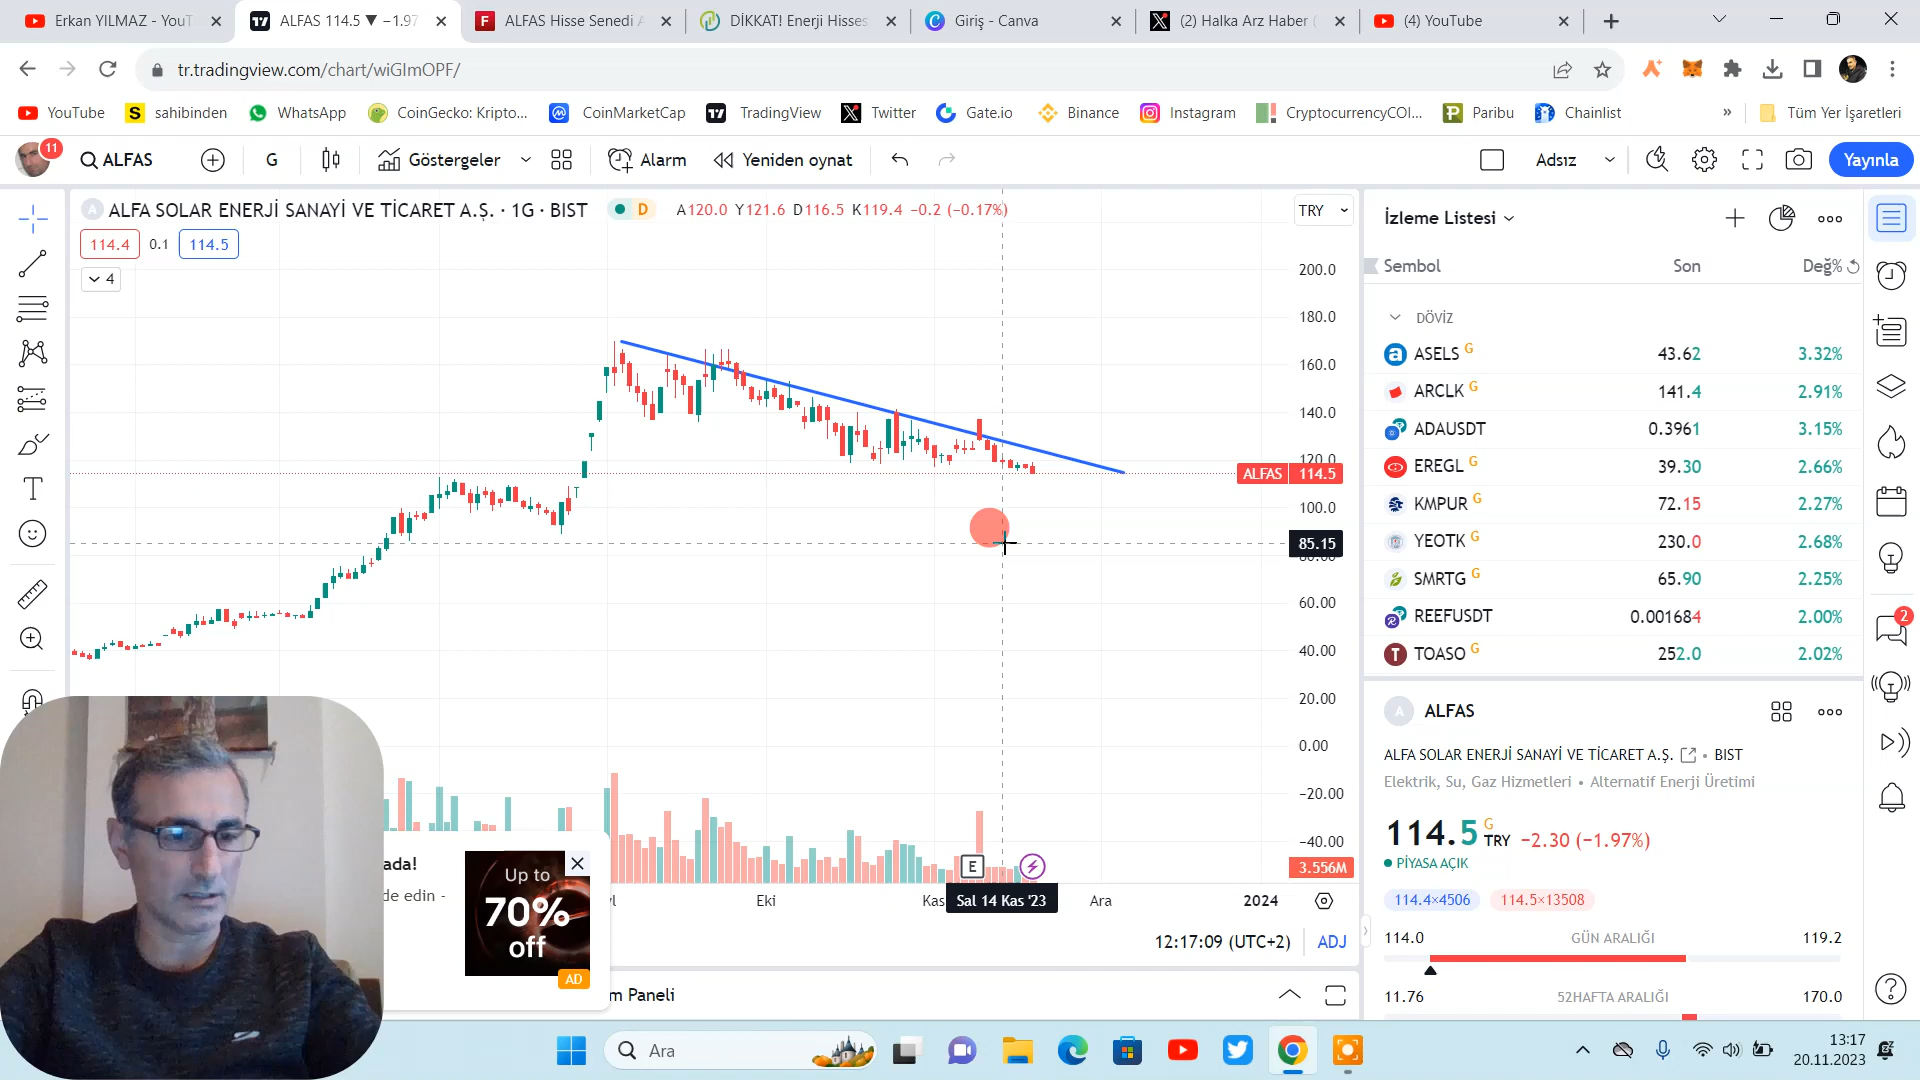 Erkan YILMAZ - YouT
ALFAS 114.5 ▼ −1.97
ALFAS Hisse Senedi A
DİKKAT! Enerji Hisses
Giriş - Canva
(2) Halka Arz Haber (
(4) YouTube
tr.tradingview.com/chart/wiGImOPF/
YouTube
sahibinden
WhatsApp
CoinGecko: Kripto...
CoinMarketCap
TradingView
Twitter
Gate.io
Binance
Instagram
CryptocurrencyCOI...
Paribu
Chainlist
»
Tüm Yer İşaretleri
11
ALFAS
G
Göstergeler
Alarm
Yeniden oynat
Adsız
Yayınla
ALFA SOLAR ENERJİ SANAYİ VE TİCARET A.Ş. · 1G · BIST
D
A120.0 Y121.6 D116.5 K119.4 −0.2 (−0.17%)
TRY
114.4
0.1
114.5
4
200.0
180.0
160.0
140.0
120.0
ALFAS 114.5
100.0
85.15
80.00
60.00
40.00
20.00
0.00
−20.00
−40.00
3.556M
E
Eki
Kas
Sal 14 Kas '23
Ara
2024
12:17:09 (UTC+2)
ADJ
ada!
de edin -
Up to
70%
off
AD
m Paneli
İzleme Listesi
Sembol
Son
Değ%
DÖVİZ
ASELS G 43.62 3.32%
ARCLK G 141.4 2.91%
ADAUSDT 0.3961 3.15%
EREGL G 39.30 2.66%
KMPUR G 72.15 2.27%
YEOTK G 230.0 2.68%
SMRTG G 65.90 2.25%
REEFUSDT 0.001684 2.00%
T TOASO G 252.0 2.02%
A ALFAS
ALFA SOLAR ENERJİ SANAYİ VE TİCARET A.Ş. • BIST
Elektrik, Su, Gaz Hizmetleri • Alternatif Enerji Üretimi
114.5 G TRY −2.30 (−1.97%)
PİYASA AÇIK
114.4×4506
114.5×13508
114.0 GÜN ARALIĞI 119.2
11.76 52HAFTA ARALIĞI 170.0
2
Ara
13:17
20.11.2023